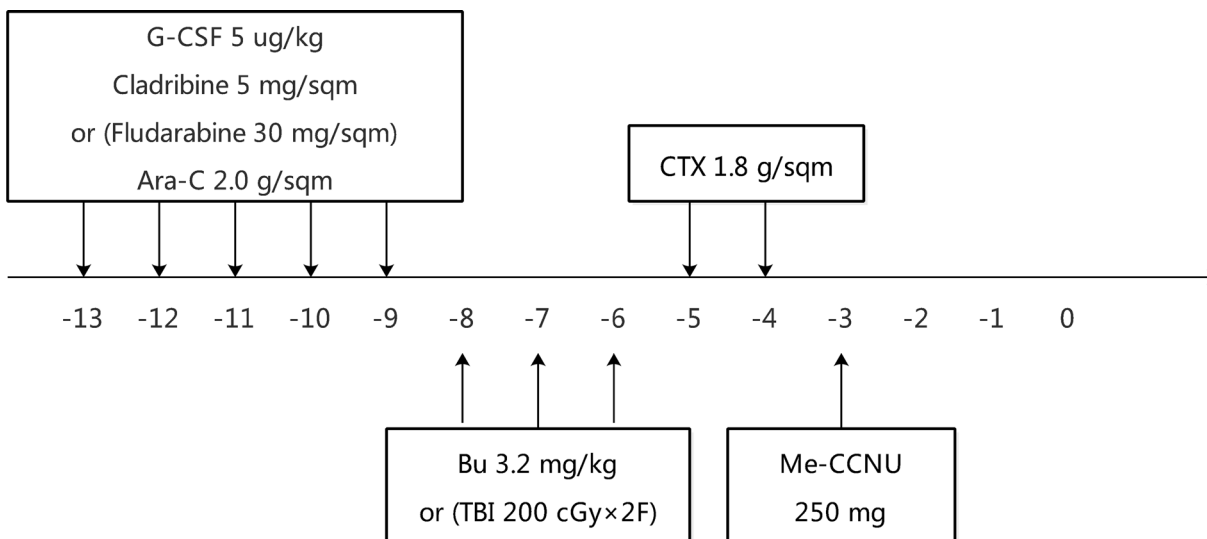 G-CSF 5 ug/kg
Cladribine 5 mg/sqm
or (Fludarabine 30 mg/sqm)
Ara-C 2.0 g/sqm
CTX 1.8 g/sqm
-13 -12 -11 -10 -9 -8 -7 -6 -5 -4 -3 -2 -1 0
Bu 3.2 mg/kg
or (TBI 200 cGy×2F)
Me-CCNU
250 mg